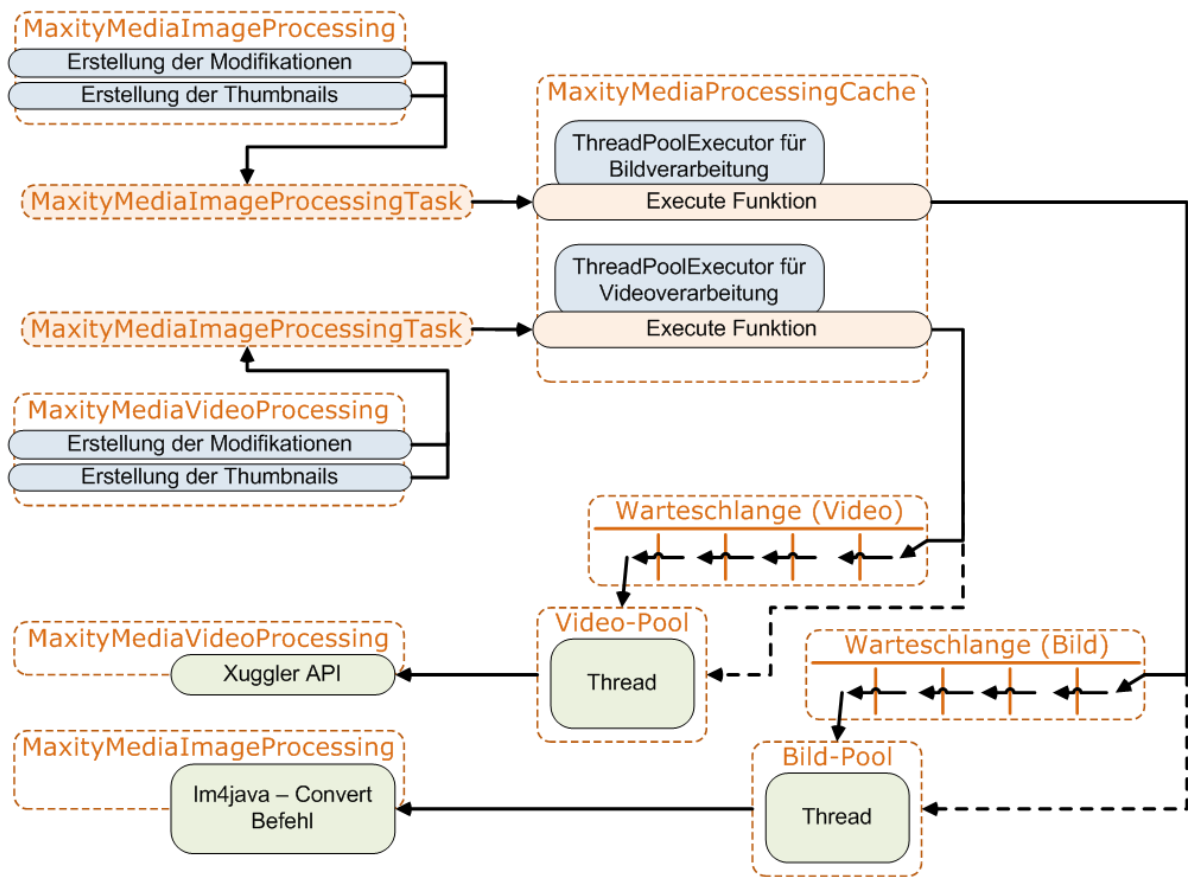 MaxityMediaImageProcessing
Erstellung der Modifikationen
Erstellung der Thumbnails
MaxityMediaProcessingCache
ThreadPoolExecutor für
Bildverarbeitung
MaxityMediaImageProcessingTask
Execute Funktion
ThreadPoolExecutor für
Videoverarbeitung
MaxityMediaImageProcessingTask
Execute Funktion
MaxityMediaVideoProcessing
Erstellung der Modifikationen
Erstellung der Thumbnails
Warteschlange (Video)
Video-Pool
Thread
MaxityMediaVideoProcessing
Xuggler API
Warteschlange (Bild)
Bild-Pool
Thread
MaxityMediaImageProcessing
Im4java – Convert
Befehl